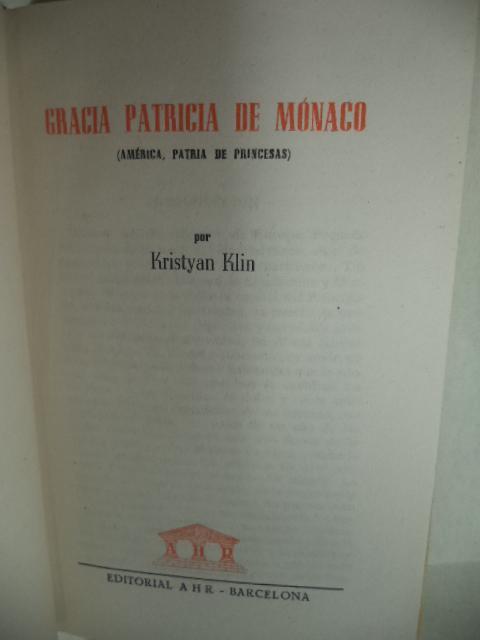 GRACIA PATRICIA DE MÓNACO
(AMÉRICA, PATRIA DE PRINCESAS)
por
Kristyan Klin
A H R
EDITORIAL A H R - BARCELONA